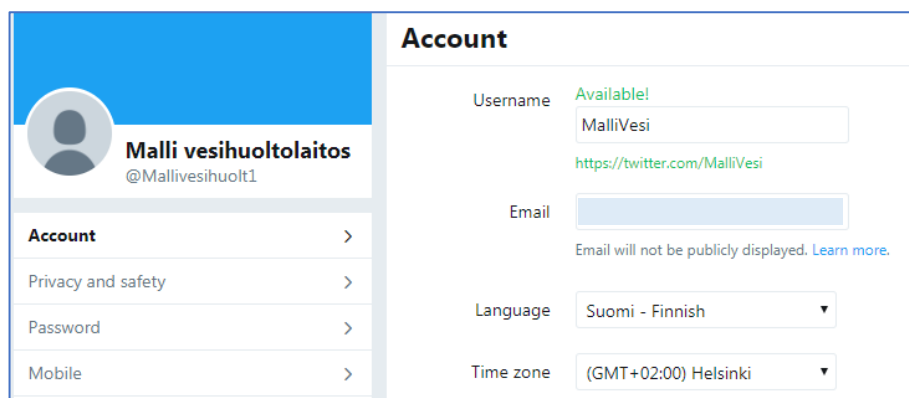 Malli vesihuoltolaitos
@Mallivesihuolt1
Account
Privacy and safety
Password
Mobile
Account
Username
Available!
MalliVesi
https://twitter.com/MalliVesi
Email
Email will not be publicly displayed. Learn more.
Language
Suomi - Finnish
Time zone
(GMT+02:00) Helsinki